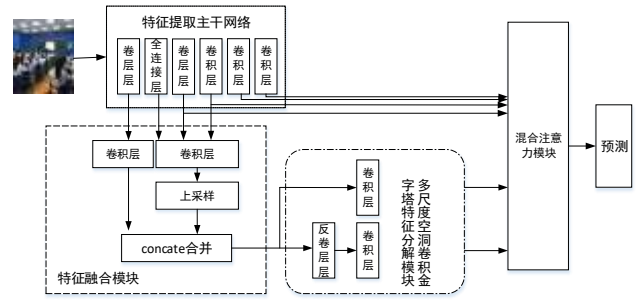 特征提取主干网络
卷层层
全连接层
卷层层
卷积层
卷积层
卷积层
混合注意
力模块
预测
卷积层
卷积层
上采样
concate合并
特征融合模块
卷积层
反卷层层
卷积层
多尺度空洞卷积金
字塔特征分解模块